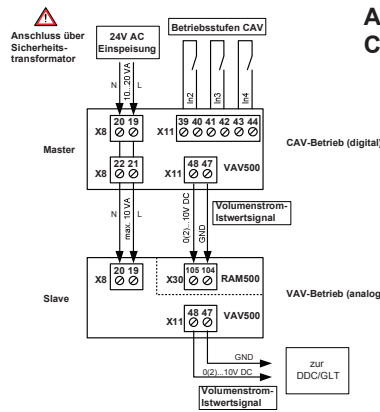 Anschluss über
Sicherheits-
transformator
24V AC
Einspeisung
Betriebsstufen CAV
A
C
N
10...20 VA
L
In2
In3
In4
X8
20 19
X11
39 40 41 42 43 44
Master
CAV-Betrieb (digital)
X8
22 21
X11
48 47
VAV500
Volumenstrom-
Istwertsignal
N
max. 10 VA
L
0(2)...10V DC
GND
X8
20 19
X30
105 104
RAM500
Slave
VAV-Betrieb (analog
X11
48 47
VAV500
GND
0(2)...10V DC
zur
DDC/GLT
Volumenstrom-
Istwertsignal